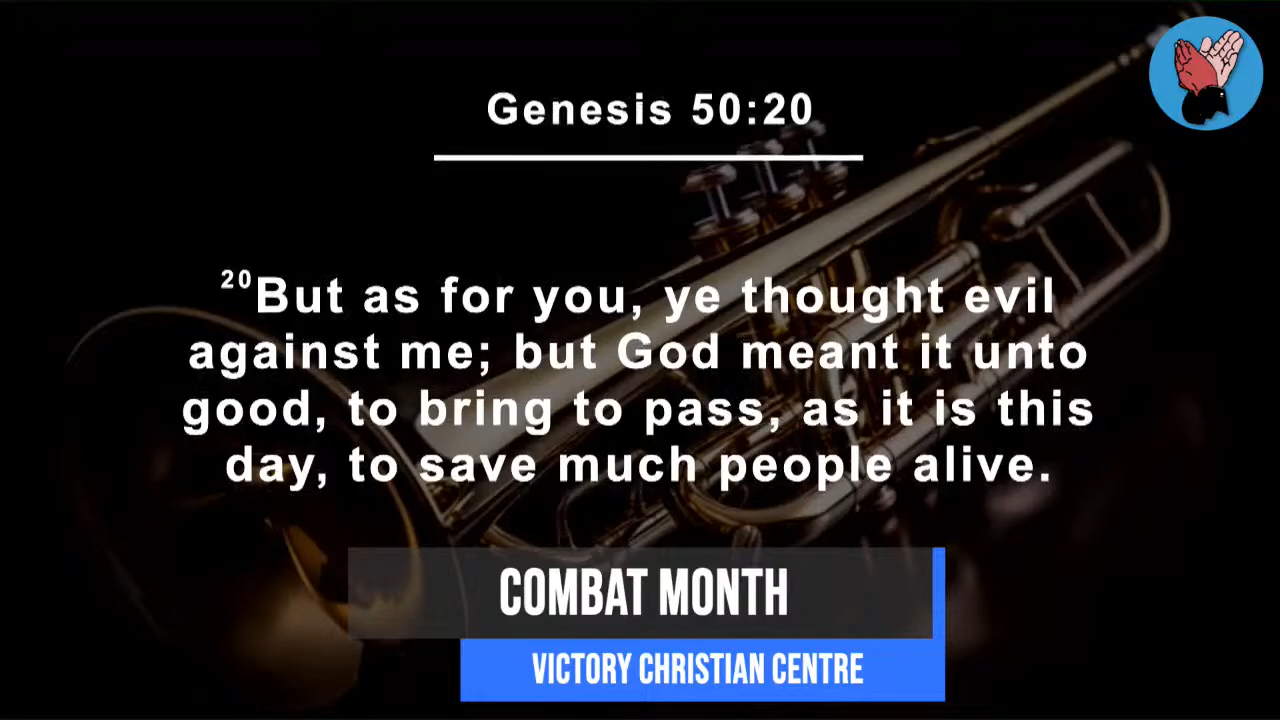 Genesis 50:20
20But as for you, ye thought evil
against me; but God meant it unto
good, to bring to pass, as it is this
day, to save much people alive.
COMBAT MONTH
VICTORY CHRISTIAN CENTRE